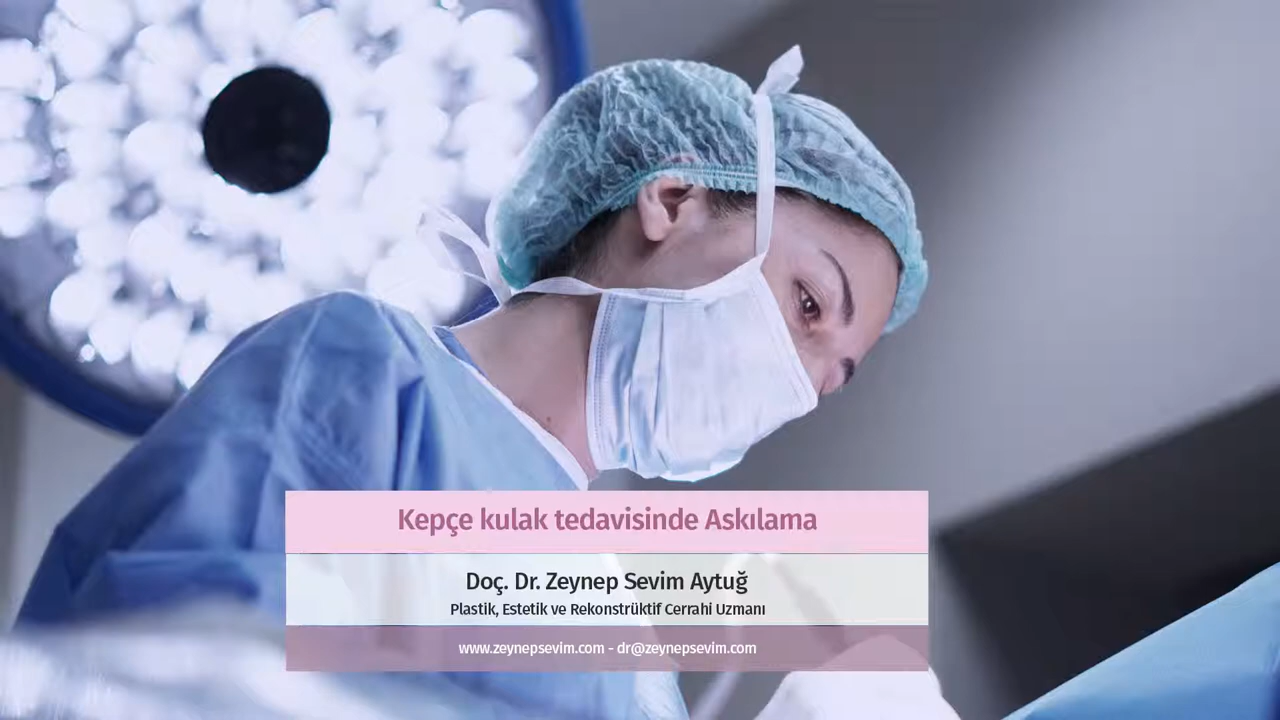 Kepçe kulak tedavisinde Askılama
Doç. Dr. Zeynep Sevim Aytuğ
Plastik, Estetik ve Rekonstrüktif Cerrahi Uzmanı
www.zeynepsevim.com - dr@zeynepsevim.com